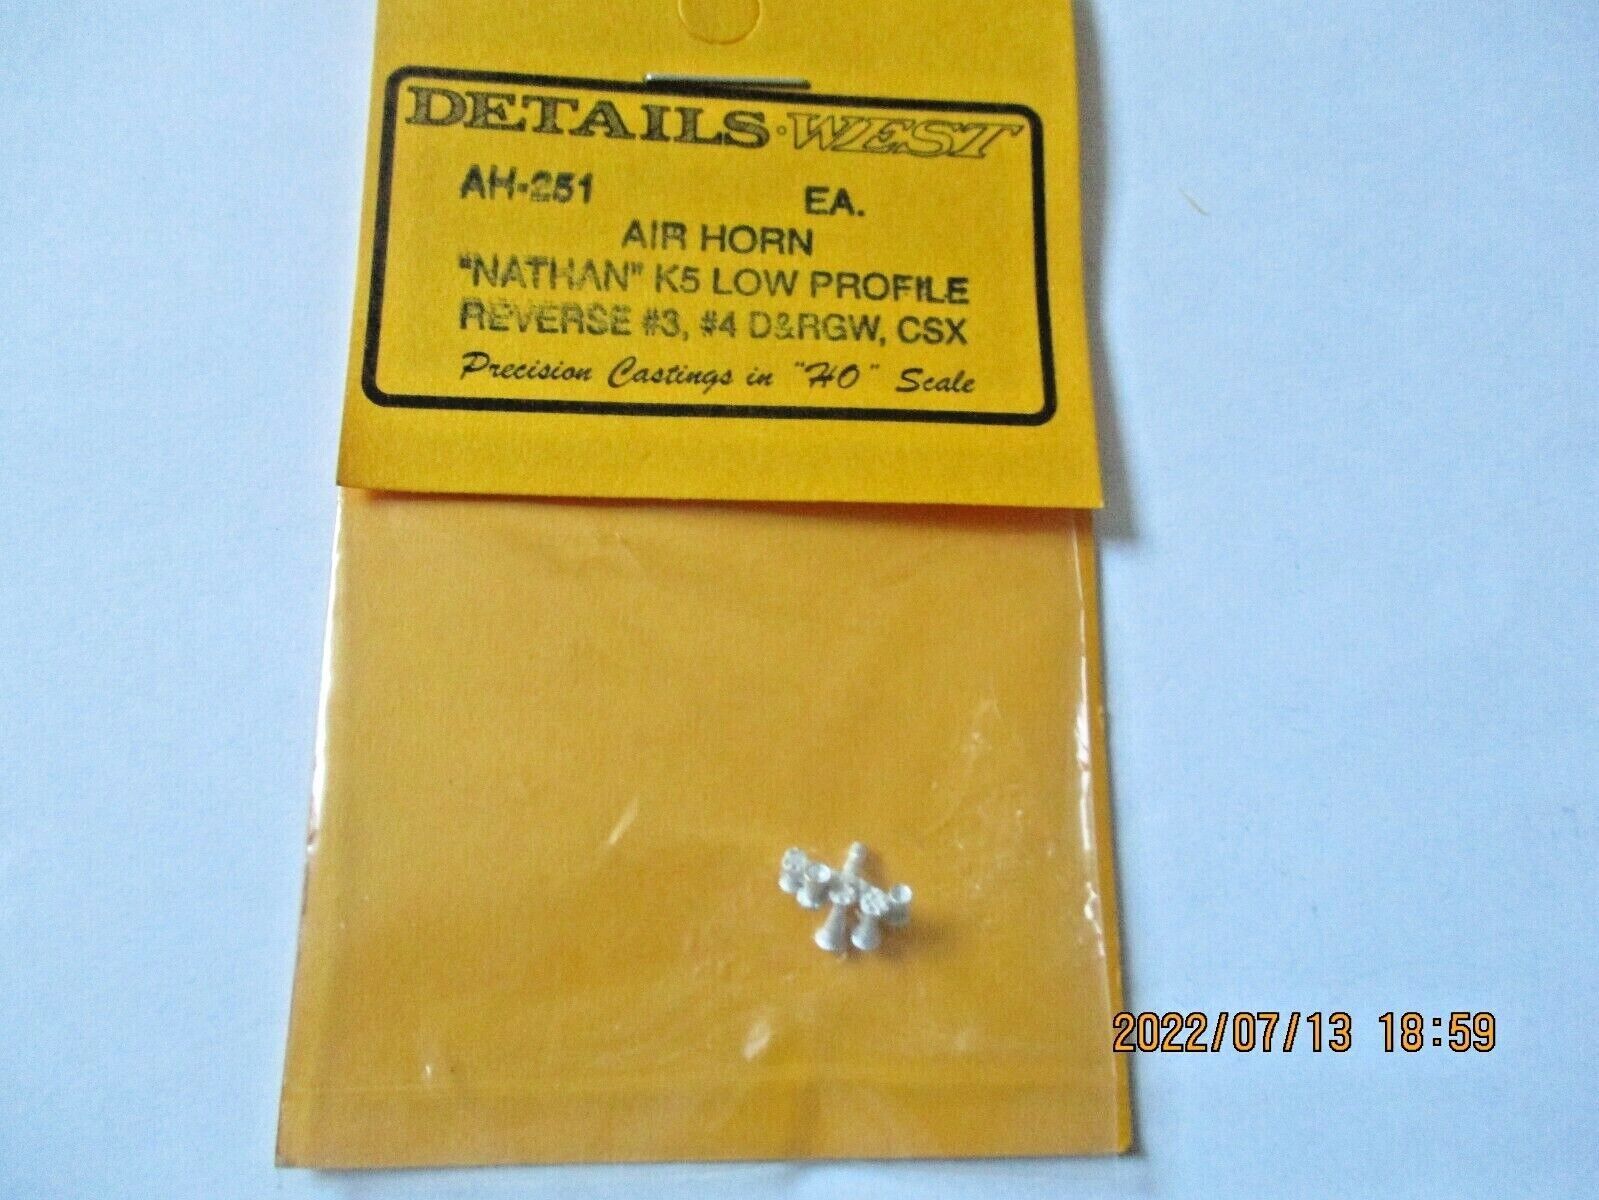 DETAILS·WEST
AH-251 EA.
AIR HORN
"NATHAN" K5 LOW PROFILE
REVERSE #3, #4 D&RGW, CSX
Precision Castings in "HO" Scale
2022/07/13 18:59